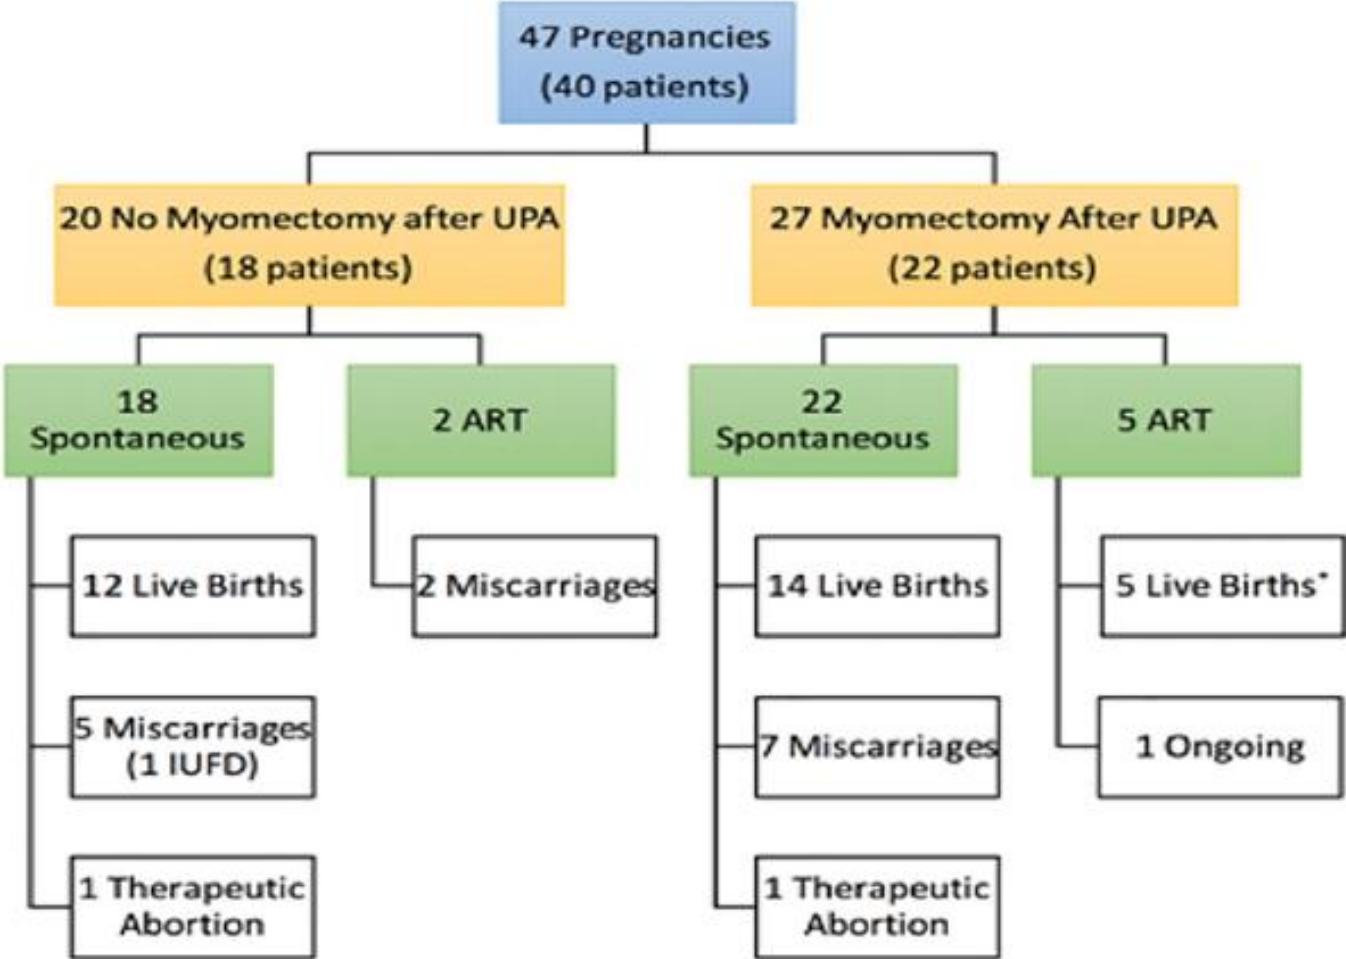 47 Pregnancies
(40 patients)
20 No Myomectomy after UPA
(18 patients)
27 Myomectomy After UPA
(22 patients)
18
Spontaneous
2 ART
22
Spontaneous
5 ART
12 Live Births
2 Miscarriages
14 Live Births
5 Live Births*
5 Miscarriages
(1 IUFD)
7 Miscarriages
1 Ongoing
1 Therapeutic
Abortion
1 Therapeutic
Abortion